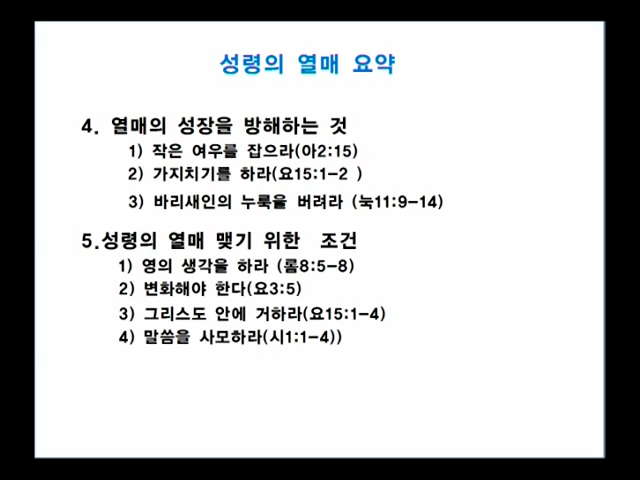 성령의 열매 요약
4. 열매의 성장을 방해하는 것
1) 작은 여우를 잡으라(아2:15)
2) 가지치기를 하라(요15:1-2 )
3) 바리새인의 누룩을 버려라 (눅11:9-14)
5.성령의 열매 맺기 위한 조건
1) 영의 생각을 하라 (롬8:5-8)
2) 변화해야 한다(요3:5)
3) 그리스도 안에 거하라(요15:1-4)
4) 말씀을 사모하라(시1:1-4))